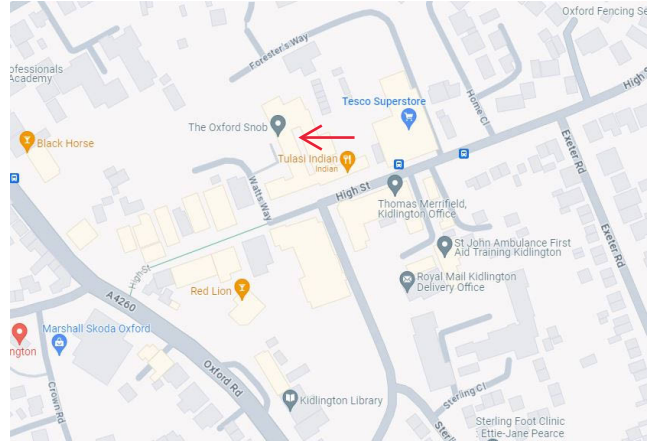 Oxford Fencing Se
ofessionals
Academy
Forester's Way
High S
Tesco Superstore
Home Cl
The Oxford Snob
Black Horse
Tulasi Indian
Indian
Exeter Rd
High St
Watts Way
Thomas Merrifield,
Kidlington Office
Exeter Rd
St John Ambulance First
Aid Training Kidlington
High St
Royal Mail Kidlington
Delivery Office
Red Lion
A4260
Marshall Skoda Oxford
ngton
Oxford Rd
Crown Rd
Kidlington Library
Sterling Cl
Sterling Foot Clinic
Ettie-Jane Pearce